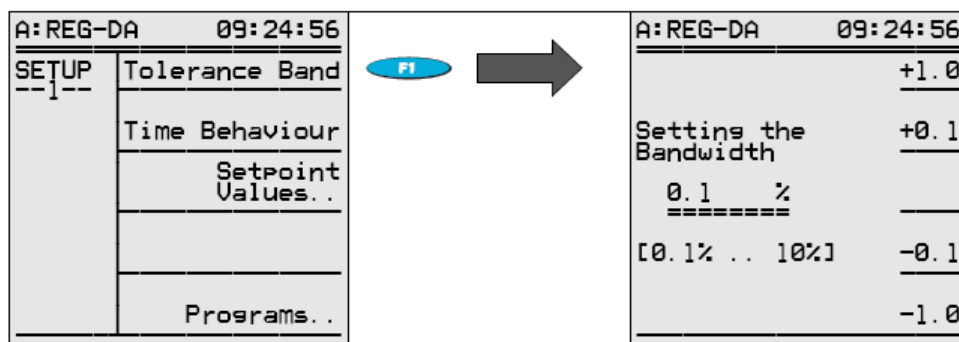 A:REG-DA 09:24:56
SETUP Tolerance Band
--1--
Time Behaviour
Setpoint
Values..
Programs..
F1
A:REG-DA 09:24:56
+1.0
Setting the +0.1
Bandwidth
0.1 %
========
[0.1% .. 10%] -0.1
-1.0